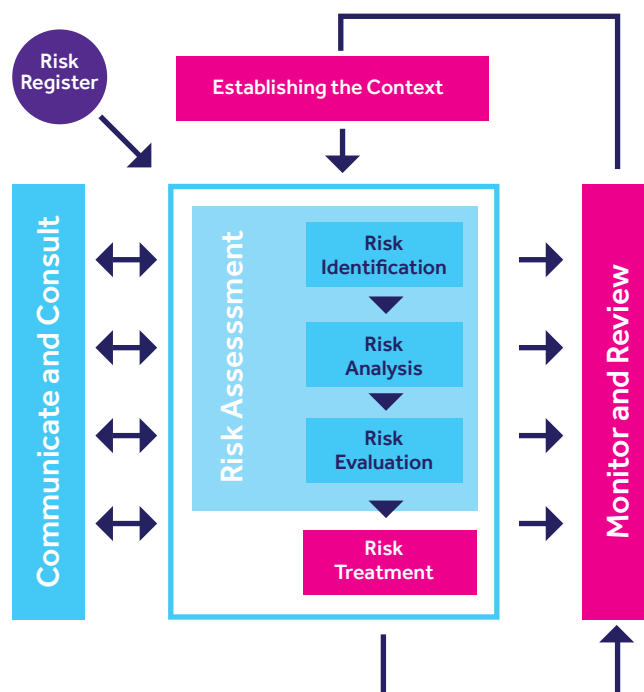 Risk
Register
Establishing the Context
Communicate and Consult
Risk Assesssment
Risk
Identification
Risk
Analysis
Risk
Evaluation
Risk
Treatment
Monitor and Review